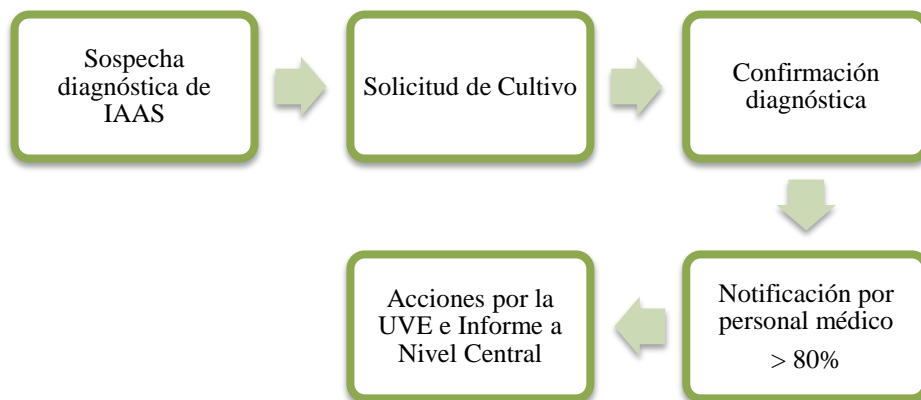 Sospecha
diagnóstica de
IAAS
Solicitud de Cultivo
Confirmación
diagnóstica
Notificación por
personal médico
> 80%
Acciones por la
UVE e Informe a
Nivel Central